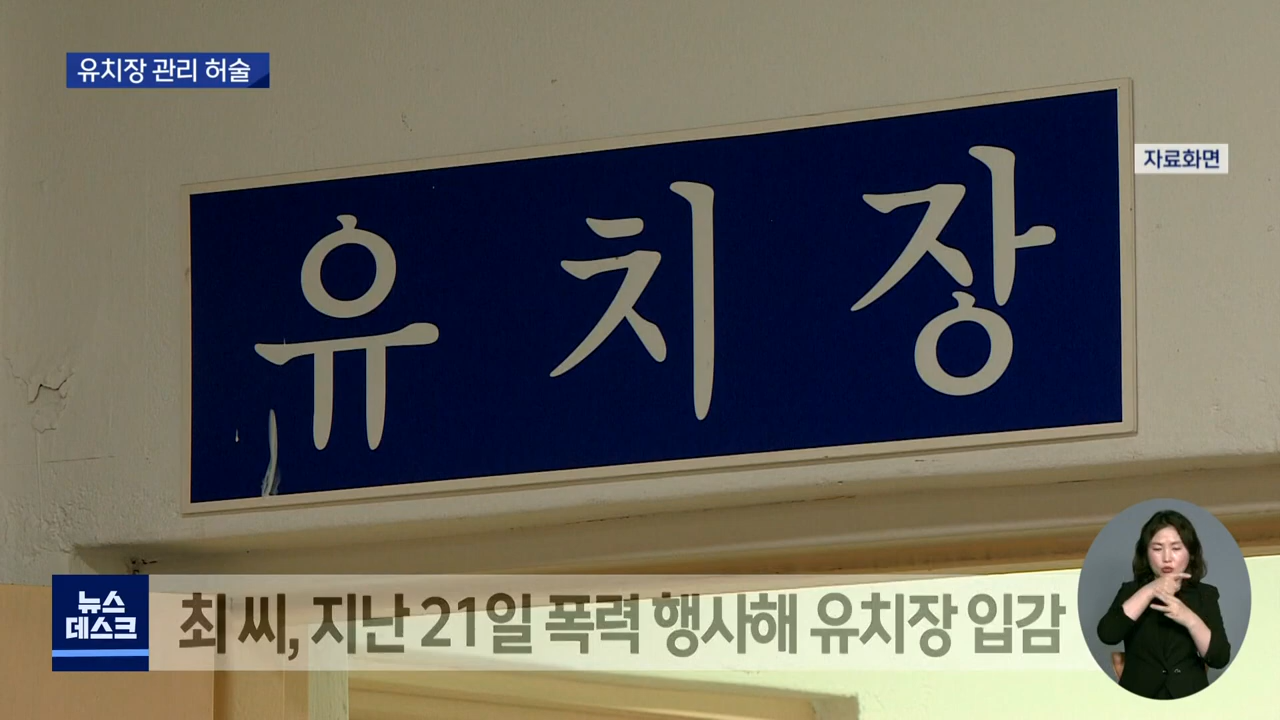 유치장 관리 허술
자료화면
유치장
뉴스
데스크
최 씨, 지난 21일 폭력 행사해 유치장 입감